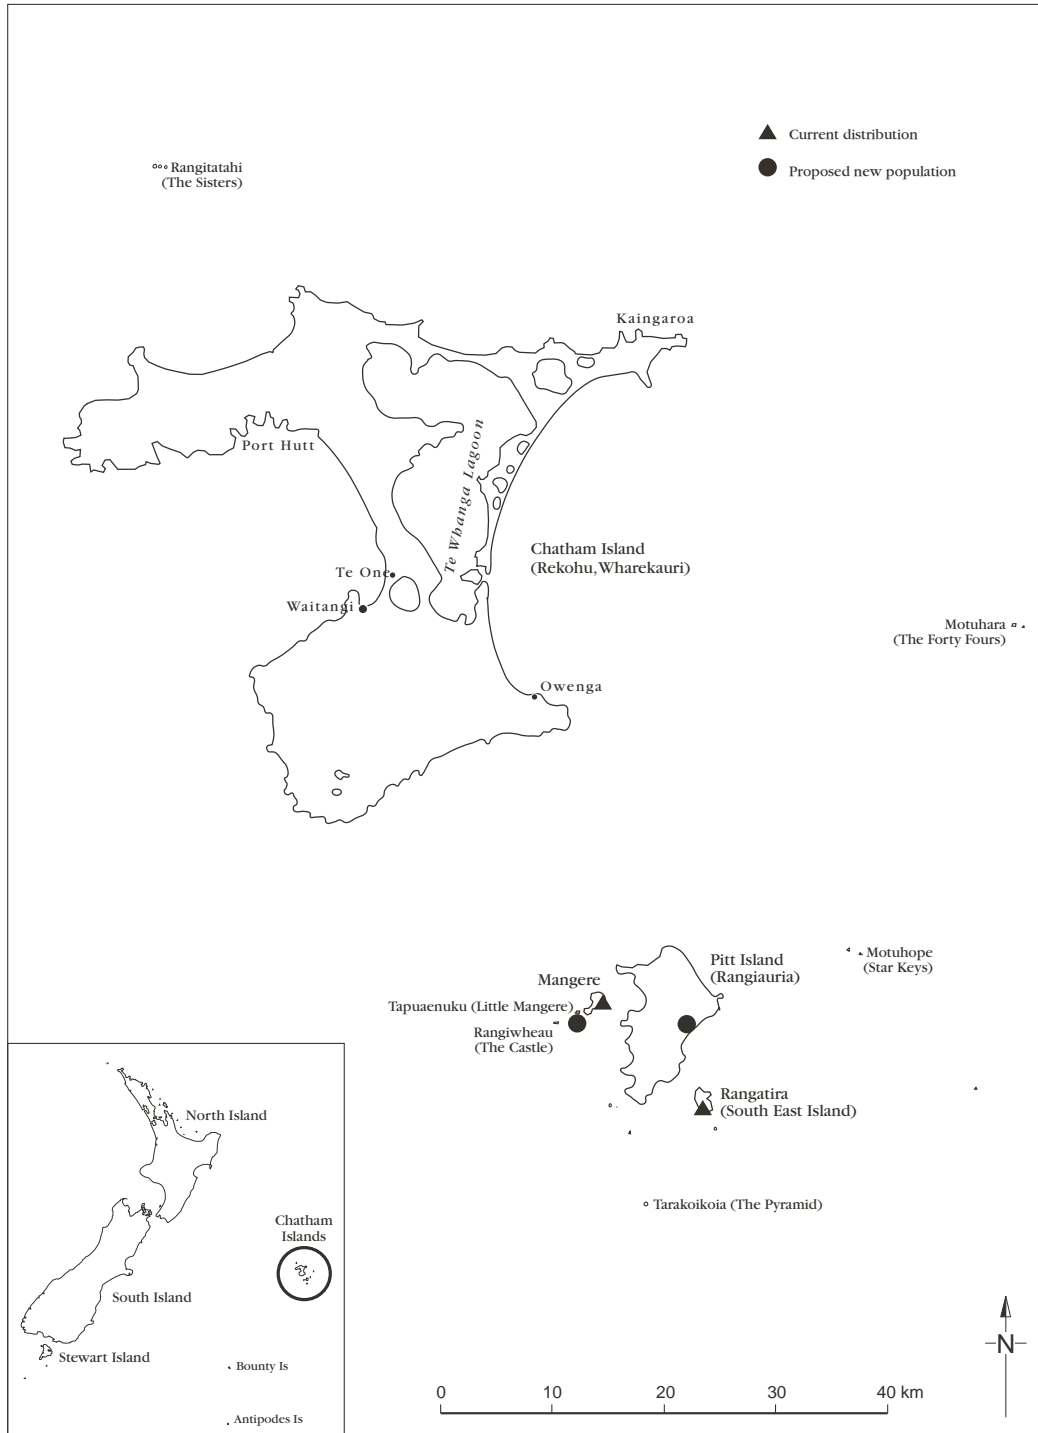 Current distribution
Proposed new population
Rangitatahi
(The Sisters)
Kaingaroa
Port Hutt
Te Whanga Lagoon
Chatham Island
(Rekohu, Wharekauri)
Te One
Waitangi
Motuhara
(The Forty Fours)
Owenga
Motuhope
(Star Keys)
Pitt Island
(Rangiauria)
Mangere
Tapuaenuku (Little Mangere)
Rangiwheau
(The Castle)
Rangatira
(South East Island)
Tarakoikoia (The Pyramid)
North Island
Chatham
Islands
South Island
Stewart Island
Bounty Is
Antipodes Is
N
0 10 20 30 40 km